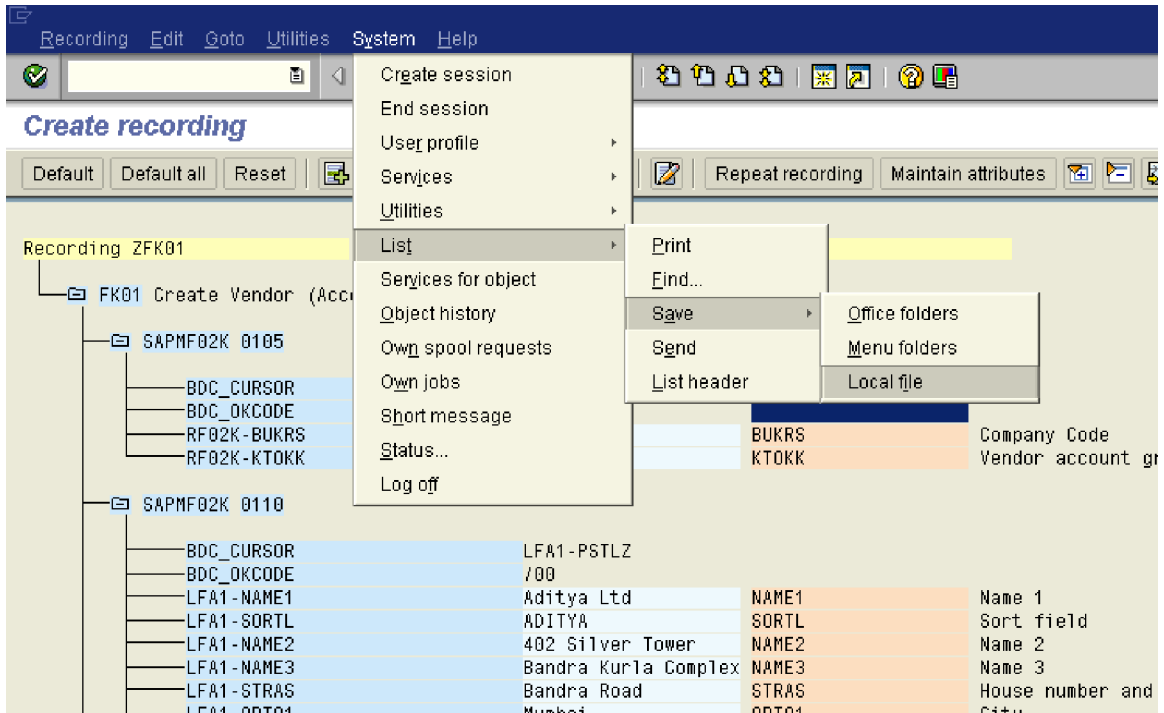 Recording Edit Goto Utilities System Help
Create session
End session
Create recording
User profile
Default Default all Reset Services Repeat recording Maintain attributes
Utilities
Recording ZFK01 List Print
FK01 Create Vendor Services for object Find...
Object history Save Office folders
SAPMF02K 0105 Own spool requests Send Menu folders
BDC_CURSOR Own jobs List header Local file
BDC_OKCODE Short message
RF02K-BUKRS BUKRS Company Code
RF02K-KTOKK Status... KTOKK Vendor account
Log off
SAPMF02K 0110
BDC_CURSOR LFA1-PSTLZ
BDC_OKCODE /00
LFA1-NAME1 Aditya Ltd NAME1 Name 1
LFA1-SORTL ADITYA SORTL Sort field
LFA1-NAME2 402 Silver Tower NAME2 Name 2
LFA1-NAME3 Bandra Kurla Complex NAME3 Name 3
LFA1-STRAS Bandra Road STRAS House number and